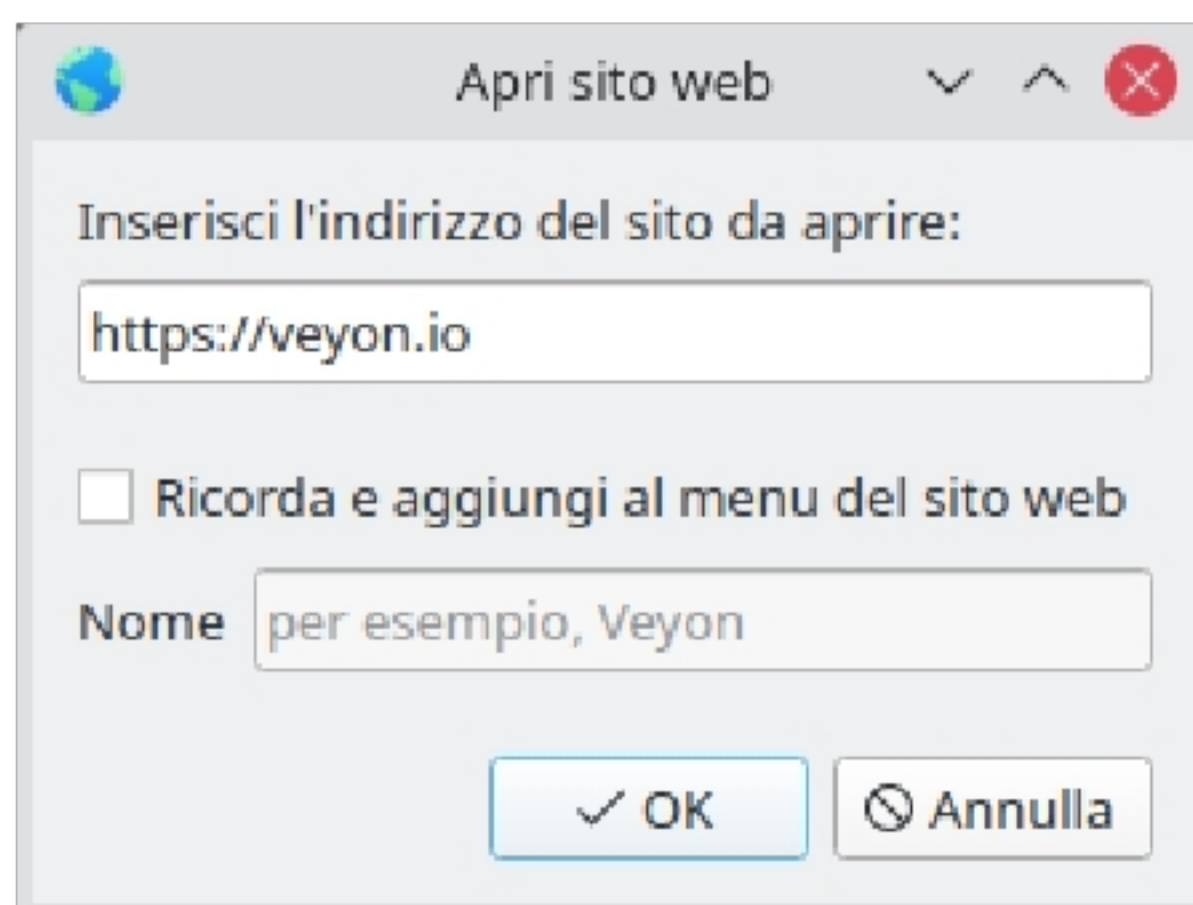 Apri sito web
Inserisci l'indirizzo del sito da aprire:
https://veyon.io
Ricorda e aggiungi al menu del sito web
Nome per esempio, Veyon
OK Annulla